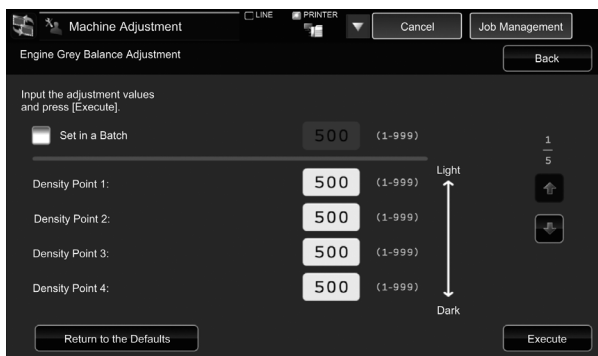 Machine Adjustment
LINE
PRINTER
Cancel
Job Management
Engine Grey Balance Adjustment
Back
Input the adjustment values
and press [Execute].
Set in a Batch 500 (1-999)
1
5
Light
Density Point 1: 500 (1-999)
Density Point 2: 500 (1-999)
Density Point 3: 500 (1-999)
Density Point 4: 500 (1-999)
Dark
Return to the Defaults
Execute